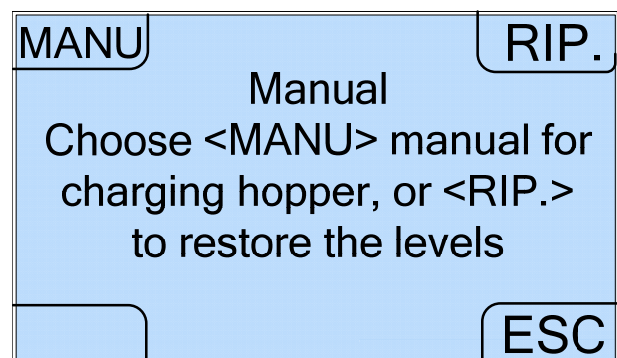 MANU
RIP.
Manual
Choose <MANU> manual for
charging hopper, or <RIP.>
to restore the levels
ESC